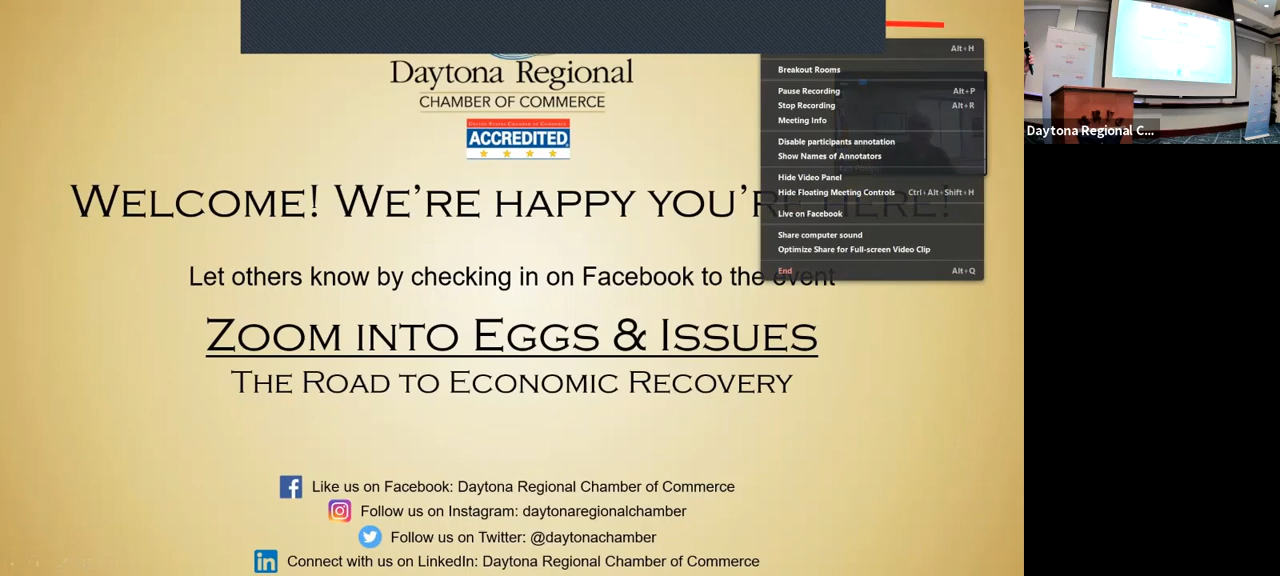 Daytona Regional
CHAMBER OF COMMERCE
ACCREDITED
WELCOME! WE'RE HAPPY YOU'RE HERE!
Let others know by checking in on Facebook to the event
ZOOM INTO EGGS & ISSUES
THE ROAD TO ECONOMIC RECOVERY
Like us on Facebook: Daytona Regional Chamber of Commerce
Follow us on Instagram: daytonaregionalchamber
Follow us on Twitter: @daytonachamber
Connect with us on LinkedIn: Daytona Regional Chamber of Commerce
Alt+H
Breakout Rooms
Pause Recording Alt+P
Stop Recording Alt+R
Meeting Info
Disable participants annotation
Show Names of Annotators
Hide Video Panel
Hide Floating Meeting Controls Ctrl+Alt+Shift+H
Live on Facebook
Share computer sound
Optimize Share for Full-screen Video Clip
End Alt+Q
Daytona Regional C...